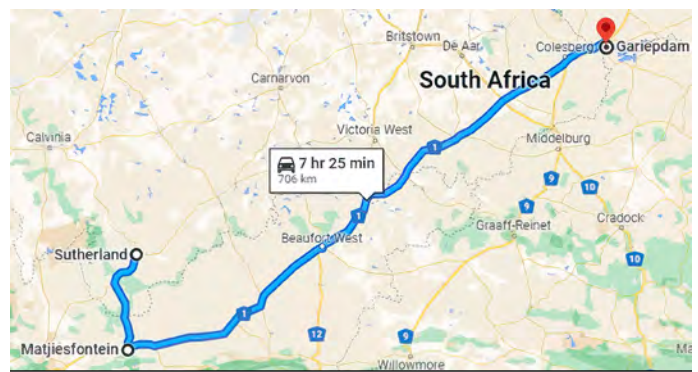 Britstown
De Aar
Colesberg
Gariepdam
Carnarvon
South Africa
Calvinia
Victoria West
1
Middelburg
7 hr 25 min
706 km
9
10
1
9
Graaff-Reinet
Cradock
Beaufort West
Sutherland
10
1
12
9
Matjiesfontein
Willowmore
Ma